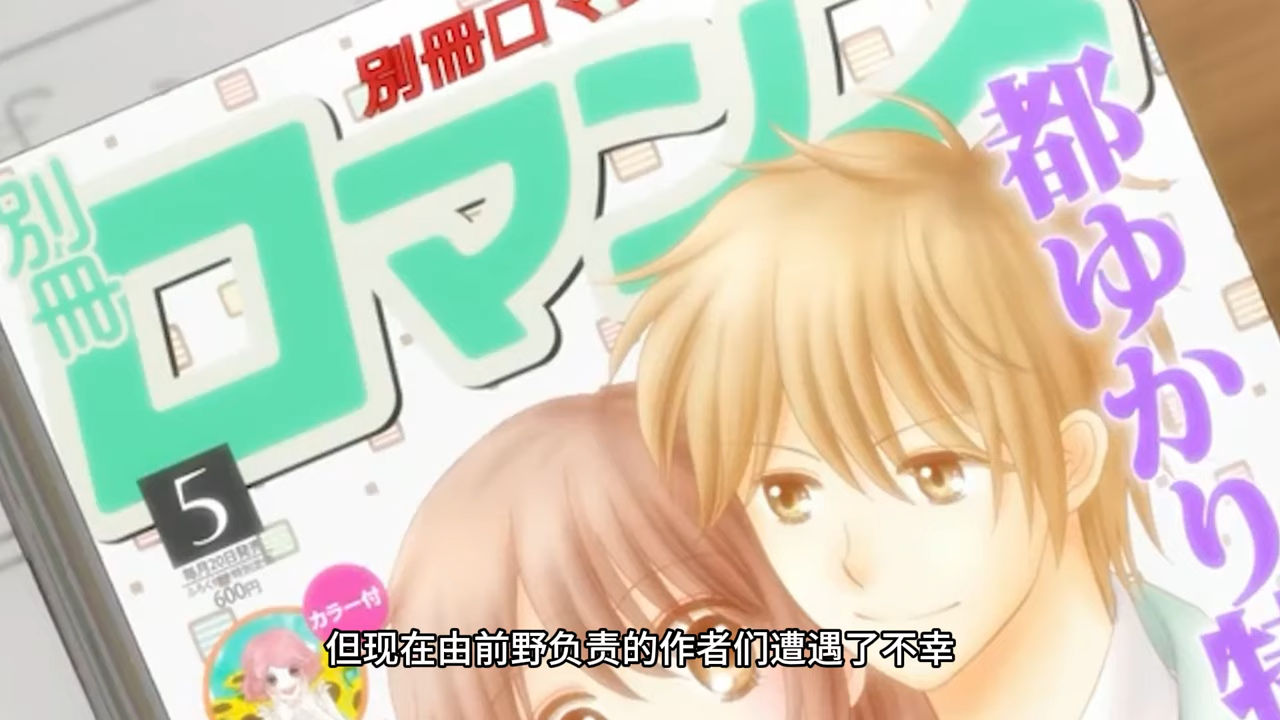 別冊ロマン
別冊
ロマンス
都ゆかり特
5
毎月20日発売
600円
カラー付
但现在由前野负责的作者们遭遇了不幸